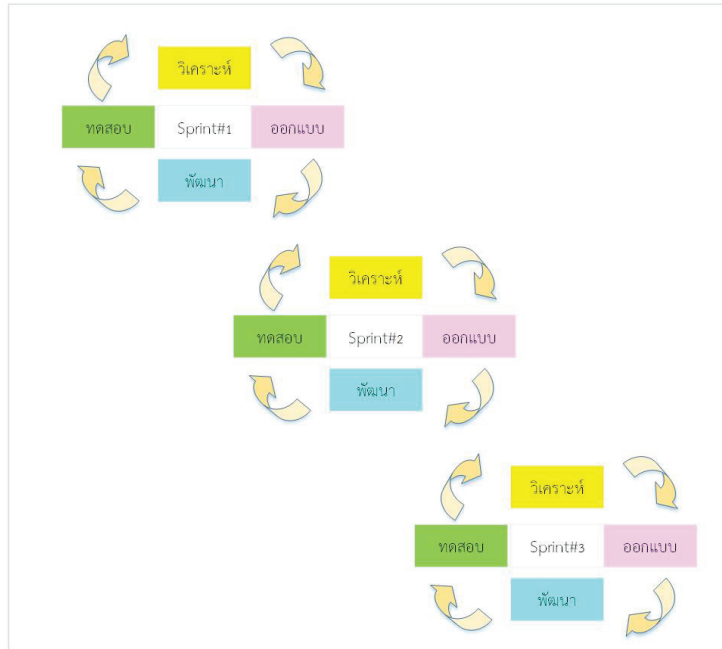 วิเคราะห์
ทดสอบ Sprint#1 ออกแบบ
พัฒนา
วิเคราะห์
ทดสอบ Sprint#2 ออกแบบ
พัฒนา
วิเคราะห์
ทดสอบ Sprint#3 ออกแบบ
พัฒนา